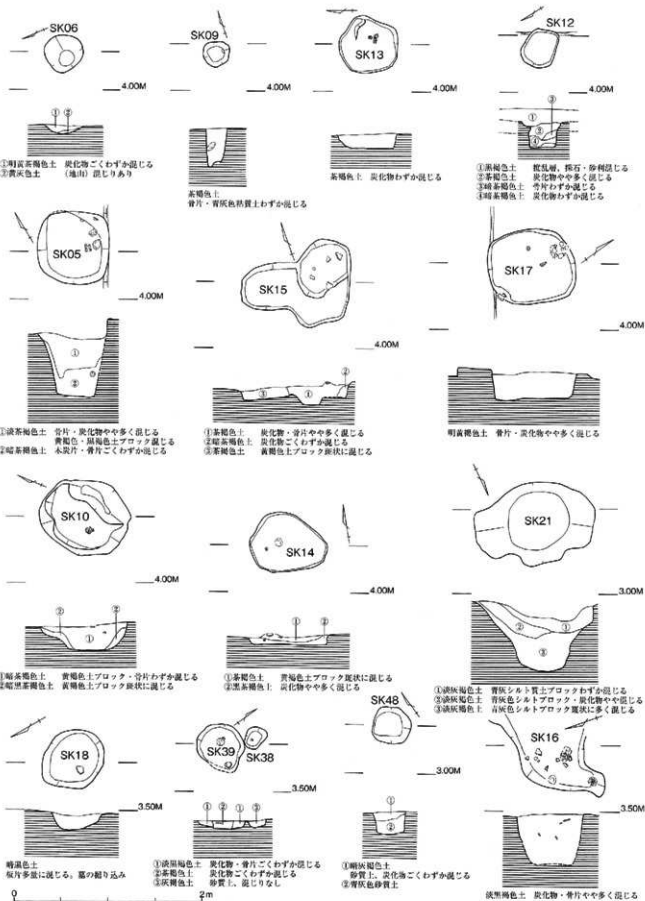 SK06
SK09
SK13
SK12
4.00M
4.00M
4.00M
4.00M
① ②
③
①
②
④
①明黄茶褐色土 炭化物ごくわずか混じる
②黄灰色土 (地山) 混じりあり
茶褐色土
骨片・青灰色粘質土わずか混じる
茶褐色土 炭化物わずか混じる
①黒褐色土 撹乱層、採石・砂利混じる
②茶褐色土 炭化物やや多く混じる
③暗茶褐色土 骨片わずか混じる
④暗茶褐色土 炭化物わずか混じる
SK05
SK15
SK17
4.00M
4.00M
4.00M
①
②
②
③ ①
①淡茶褐色土 骨片・炭化物やや多く混じる
黄褐色・黒褐色土ブロック混じる
②暗茶褐色土 木炭片・骨片ごくわずか混じる
①茶褐色土 炭化物・骨片やや多く混じる
②暗茶褐色土 炭化物ごくわずか混じる
③茶褐色土 黄褐色土ブロック斑状に混じる
明黄褐色土 骨片・炭化物やや多く混じる
SK10
SK14
SK21
4.00M
4.00M
3.00M
② ②
①
① ②
② ①
③
①暗茶褐色土 黄褐色土ブロック・骨片わずか混じる
②暗黒茶褐色土 黄褐色土ブロック斑状に混じる
①茶褐色土 黄褐色土ブロック斑状に混じる
②黒茶褐色土 炭化物やや多く混じる
①淡灰褐色土 青灰シルト質土ブロックわずか混じる
②淡灰褐色土 青灰色シルトブロック・炭化物やや混じる
③淡灰褐色土 青灰色シルトブロック斑状に多く混じる
SK18
SK39
SK38
SK48
SK16
3.50M
3.50M
3.00M
3.50M
① ② ① ③
①
②
暗黒色土
板片多量に混じる。墓の掘り込み
①淡黒褐色土 炭化物・骨片ごくわずか混じる
②茶褐色土 炭化物ごくわずか混じる
③灰褐色土 砂質土、混じりなし
①暗灰褐色土
砂質土、炭化物ごくわずか混じる
②青灰色砂質土
淡黒褐色土 炭化物・骨片やや多く混じる
0 2m